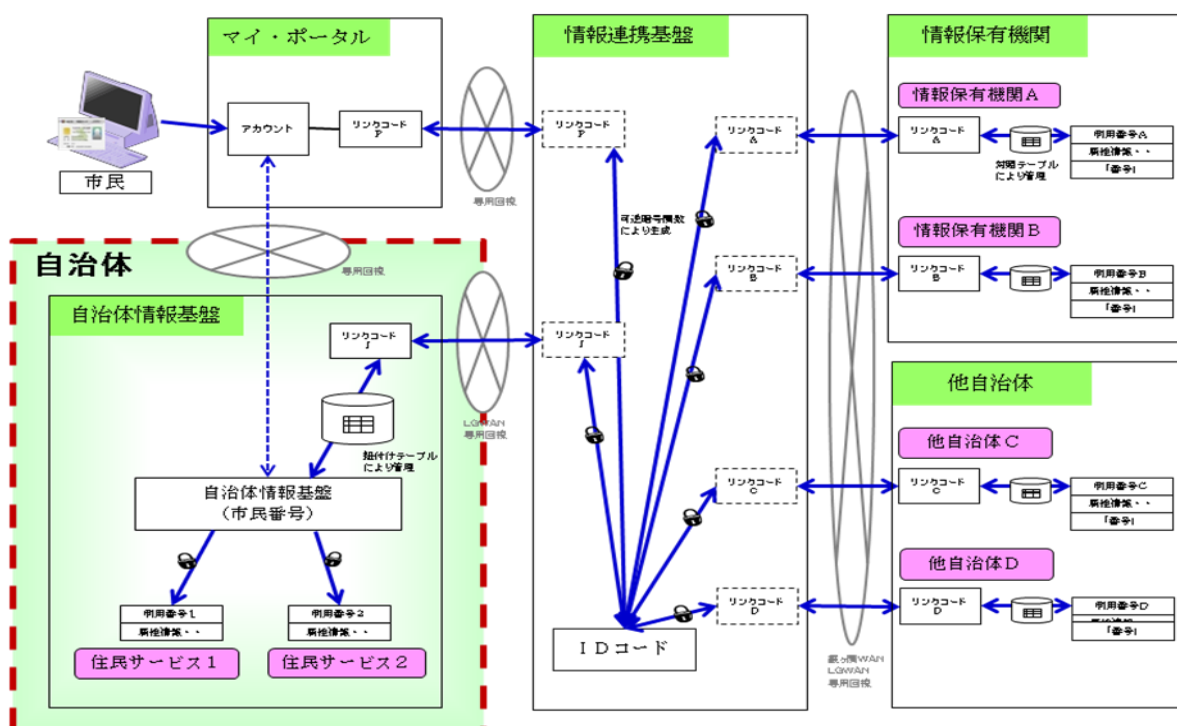 マイ・ポータル
アカウント
リンクコード
P
市民
専用回線
専用回線
自治体
自治体情報基盤
リンクコード
I
LGWAN
専用回線
紐付けテーブル
により管理
自治体情報基盤
(市民番号)
利用番号1
属性情報・・
住民サービス1
利用番号2
属性情報・・
住民サービス2
情報連携基盤
リンクコード
P
リンクコード
I
可逆暗号関数
により生成
リンクコード
A
リンクコード
B
リンクコード
C
リンクコード
D
IDコード
霞ヶ関WAN
LGWAN
専用回線
情報保有機関
情報保有機関A
リンクコード
A
対照テーブル
により管理
利用番号A
属性情報・・
「番号」
情報保有機関B
リンクコード
B
利用番号B
属性情報・・
「番号」
他自治体
他自治体C
リンクコード
C
利用番号C
属性情報・・
「番号」
他自治体D
リンクコード
D
利用番号D
「番号」